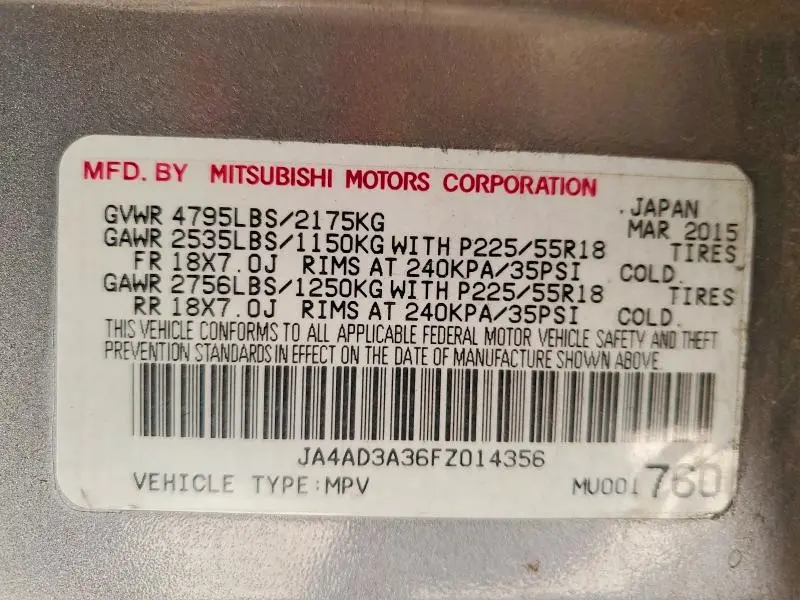 MFD. BY MITSUBISHI MOTORS CORPORATION
GVWR 4795LBS/2175KG JAPAN MAR 2015
GAWR 2535LBS/1150KG WITH P225/55R18 TIRES
FR 18X7.0J RIMS AT 240KPA/35PSI COLD.
GAWR 2756LBS/1250KG WITH P225/55R18 TIRES
RR 18X7.0J RIMS AT 240KPA/35PSI COLD.
THIS VEHICLE CONFORMS TO ALL APPLICABLE FEDERAL MOTOR VEHICLE SAFETY AND THEFT
PREVENTION STANDARDS IN EFFECT ON THE DATE OF MANUFACTURE SHOWN ABOVE.
JA4AD3A36FZ014356
VEHICLE TYPE:MPV MU001760